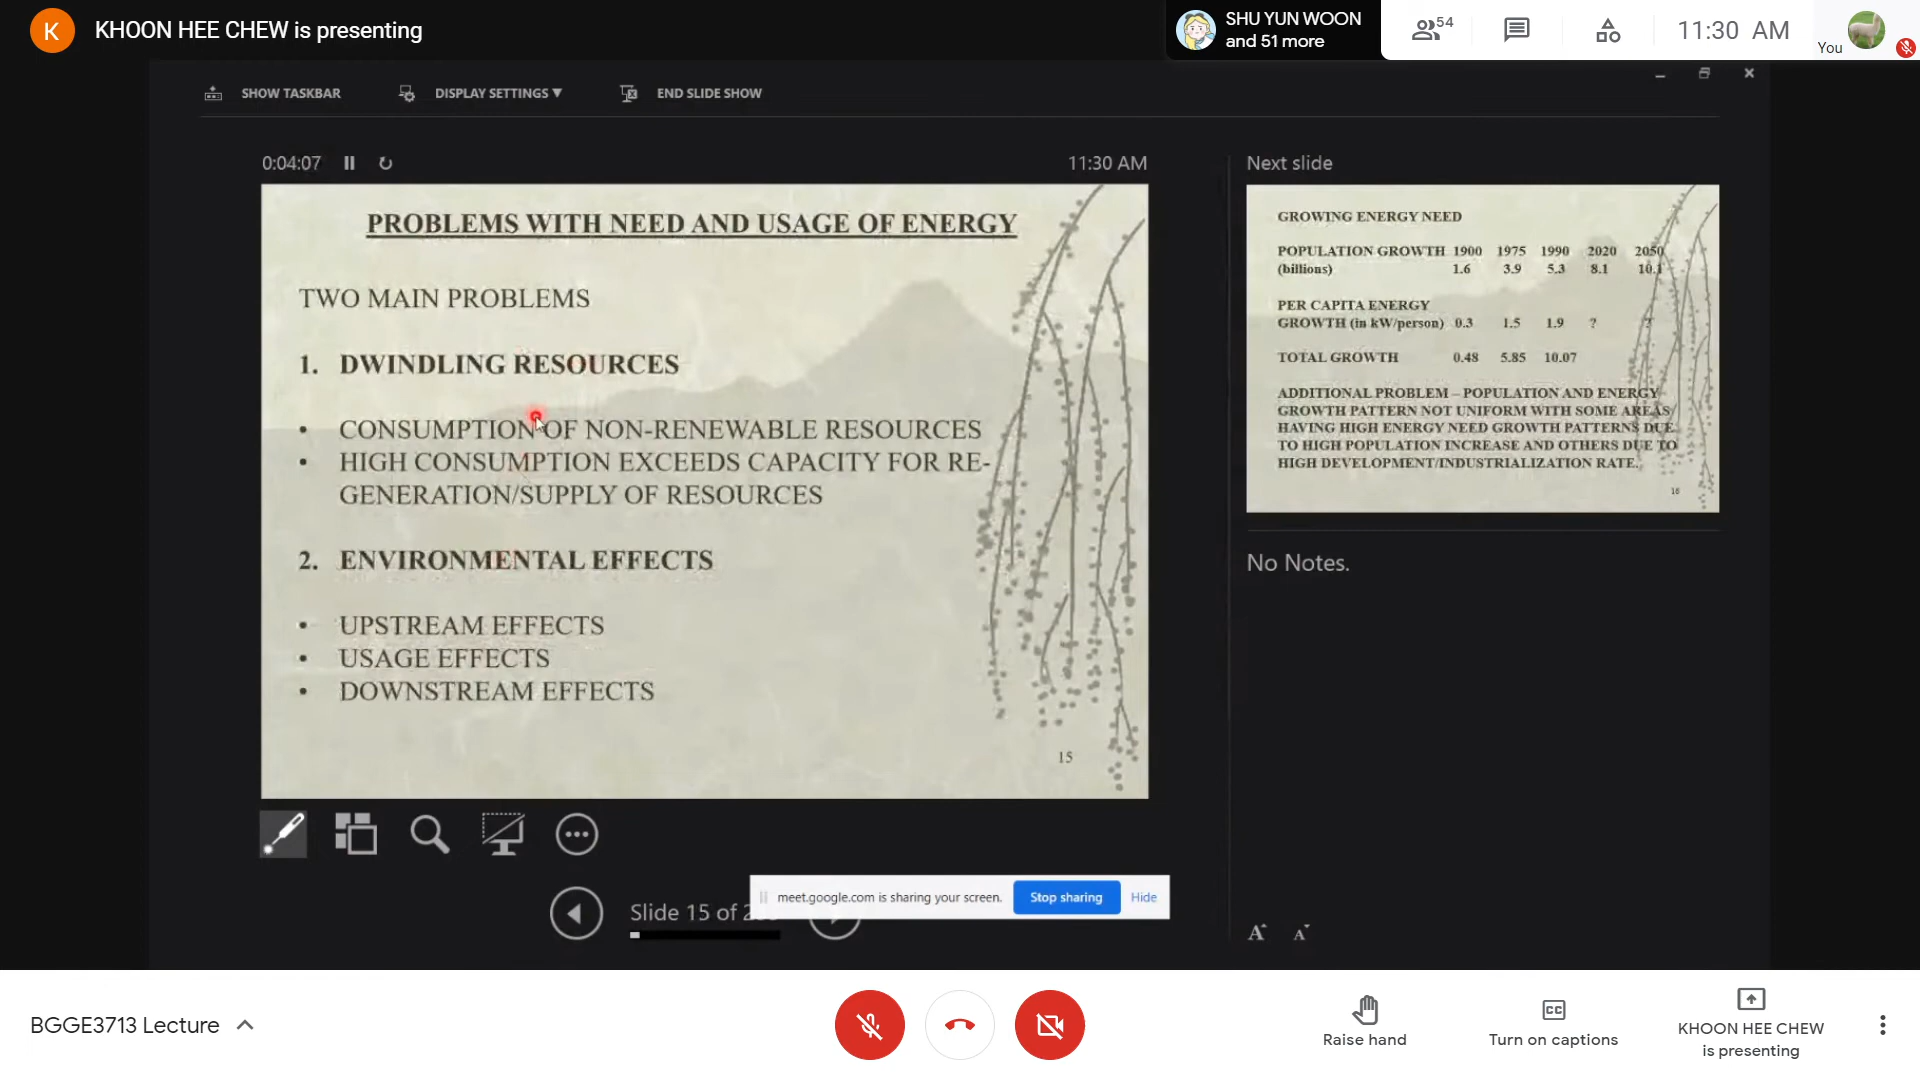 K
KHOON HEE CHEW is presenting
SHU YUN WOON
and 51 more
54
11:30 AM
You
SHOW TASKBAR
DISPLAY SETTINGS ▼
END SLIDE SHOW
0:04:07
11:30 AM
PROBLEMS WITH NEED AND USAGE OF ENERGY
TWO MAIN PROBLEMS
1. DWINDLING RESOURCES
• CONSUMPTION OF NON-RENEWABLE RESOURCES
• HIGH CONSUMPTION EXCEEDS CAPACITY FOR RE-
GENERATION/SUPPLY OF RESOURCES
2. ENVIRONMENTAL EFFECTS
• UPSTREAM EFFECTS
• USAGE EFFECTS
• DOWNSTREAM EFFECTS
15
Next slide
GROWING ENERGY NEED
POPULATION GROWTH 1900 1975 1990 2020 2050
(billions) 1.6 3.9 5.3 8.1 10.1
PER CAPITA ENERGY
GROWTH (in kW/person) 0.3 1.5 1.9 ? ?
TOTAL GROWTH 0.48 5.85 10.07
ADDITIONAL PROBLEM – POPULATION AND ENERGY
GROWTH PATTERN NOT UNIFORM WITH SOME AREAS
HAVING HIGH ENERGY NEED GROWTH PATTERNS DUE
TO HIGH POPULATION INCREASE AND OTHERS DUE TO
HIGH DEVELOPMENT/INDUSTRIALIZATION RATE.
16
No Notes.
Slide 15 of
meet.google.com is sharing your screen.
Stop sharing
Hide
A A
BGGE3713 Lecture
Raise hand
CC
Turn on captions
KHOON HEE CHEW
is presenting